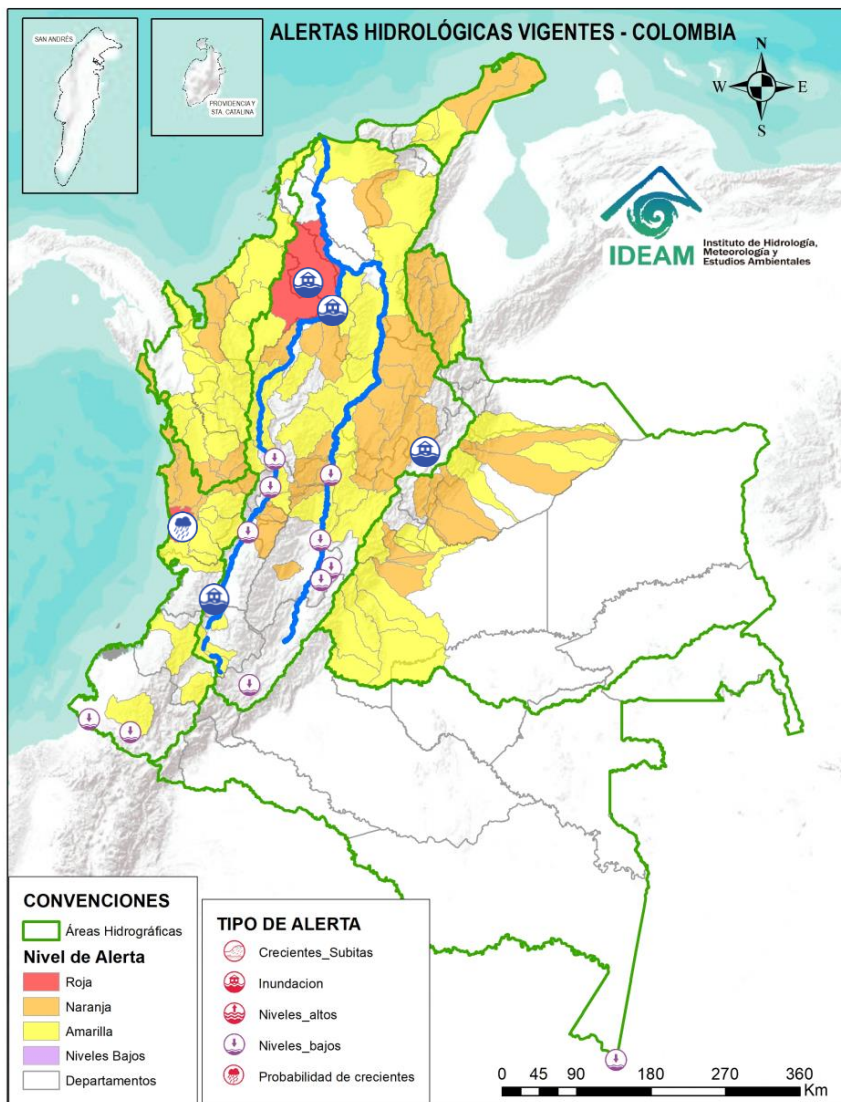 ALERTAS HIDROLÓGICAS VIGENTES - COLOMBIA
SAN ANDRÉS
PROVIDENCIA Y
STA. CATALINA
N
W
E
S
IDEAM
Instituto de Hidrología,
Meteorología y
Estudios Ambientales
CONVENCIONES
Áreas Hidrográficas
Nivel de Alerta
Roja
Naranja
Amarilla
Niveles Bajos
Departamentos
TIPO DE ALERTA
Crecientes_Subitas
Inundacion
Niveles_altos
Niveles_bajos
Probabilidad de crecientes
0 45 90 180 270 360
Km